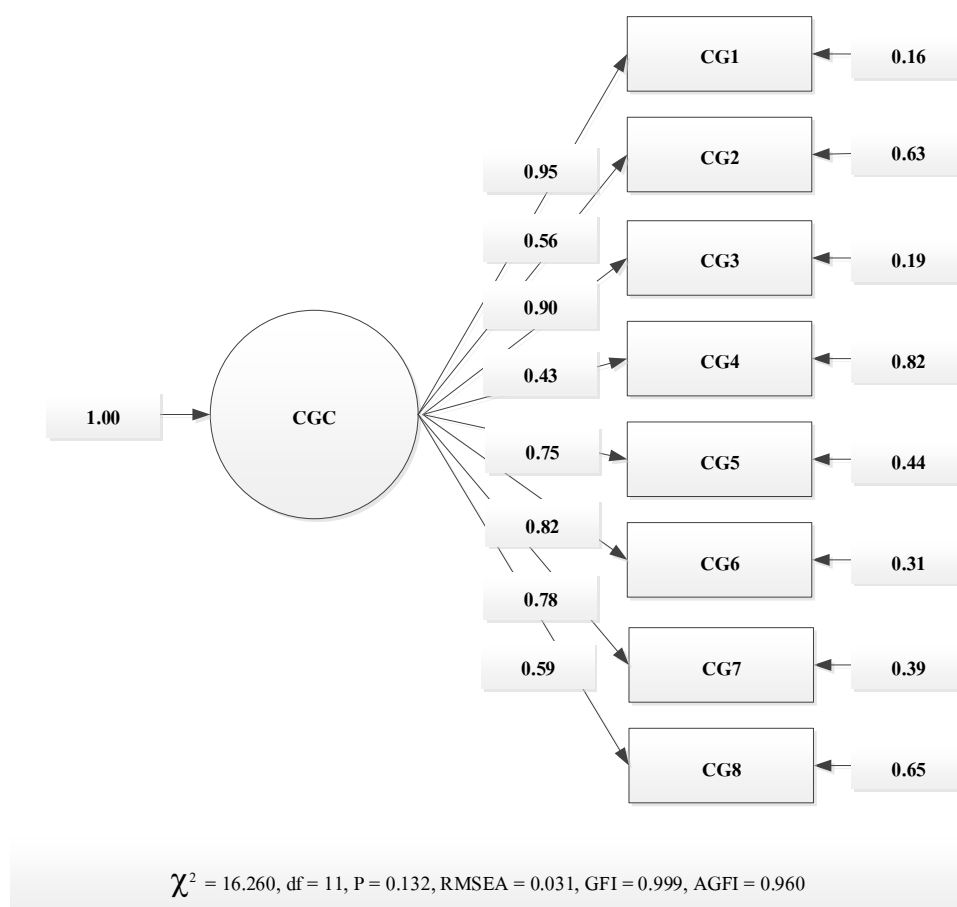 CG1
0.16
0.95
CG2
0.63
0.56
CG3
0.19
0.90
CG4
0.82
0.43
1.00
CGC
0.75
CG5
0.44
0.82
CG6
0.31
0.78
CG7
0.39
0.59
CG8
0.65
χ² = 16.260, df = 11, P = 0.132, RMSEA = 0.031, GFI = 0.999, AGFI = 0.960